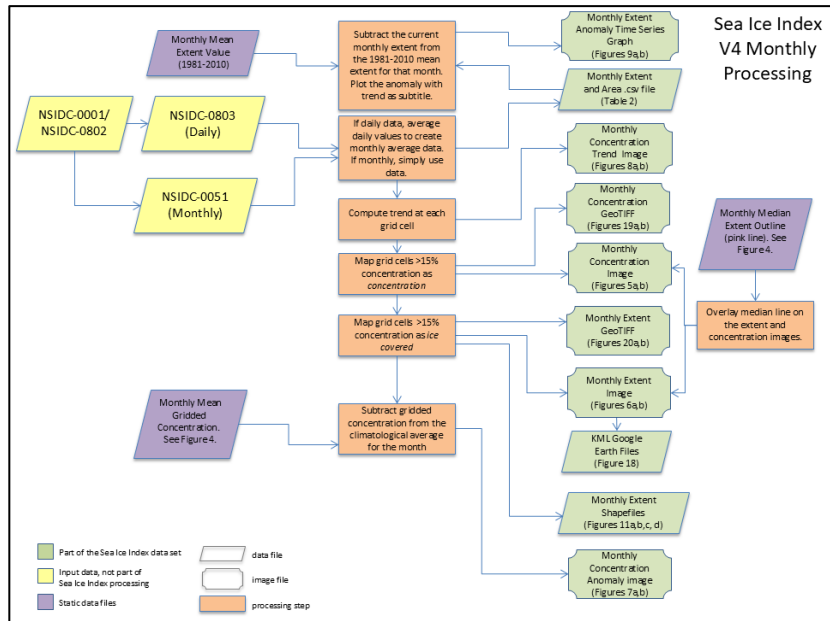 Sea Ice Index
V4 Monthly
Processing
Monthly Mean
Extent Value
(1981-2010)
Subtract the current
monthly extent from
the 1981-2010 mean
extent for that month.
Plot the anomaly with
trend as subtitle.
Monthly Extent
Anomaly Time Series
Graph
(Figures 9a,b)
Monthly Extent
and Area .csv file
(Table 2)
NSIDC-0001/
NSIDC-0802
NSIDC-0803
(Daily)
NSIDC-0051
(Monthly)
If daily data, average
daily values to create
monthly average data.
If monthly, simply use
data.
Monthly
Concentration
Trend Image
(Figures 8a,b)
Compute trend at each
grid cell
Monthly
Concentration
GeoTIFF
(Figures 19a,b)
Monthly Median
Extent Outline
(pink line). See
Figure 4.
Map grid cells >15%
concentration as
concentration
Monthly
Concentration
Image
(Figures 5a,b)
Overlay median line on
the extent and
concentration images.
Map grid cells >15%
concentration as ice
covered
Monthly Extent
GeoTIFF
(Figures 20a,b)
Monthly Extent
Image
(Figures 6a,b)
Monthly Mean
Gridded
Concentration.
See Figure 4.
Subtract gridded
concentration from the
climatological average
for the month
KML Google
Earth Files
(Figure 18)
Monthly Extent
Shapefiles
(Figures 11a,b,c, d)
Monthly
Concentration
Anomaly image
(Figures 7a,b)
Part of the Sea Ice Index data set
Input data, not part of
Sea Ice Index processing
Static data files
data file
image file
processing step